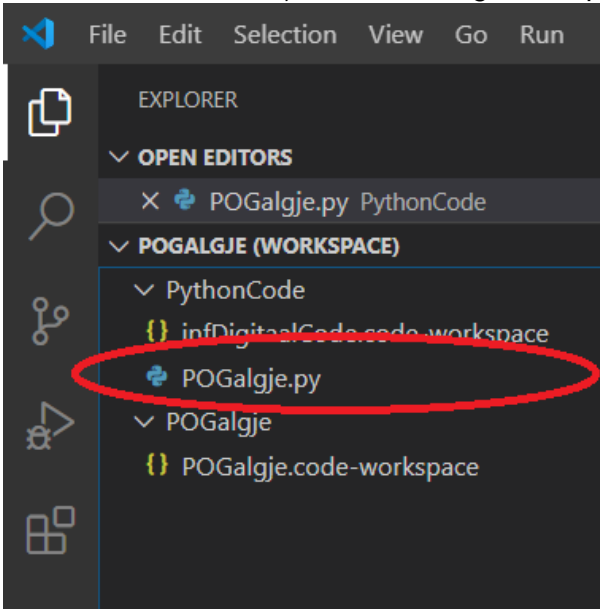 File Edit Selection View Go Run
EXPLORER
OPEN EDITORS
POGalgje.py PythonCode
POGALGJE (WORKSPACE)
PythonCode
{} infDigitaalCode.code-workspace
POGalgje.py
POGalgje
{} POGalgje.code-workspace